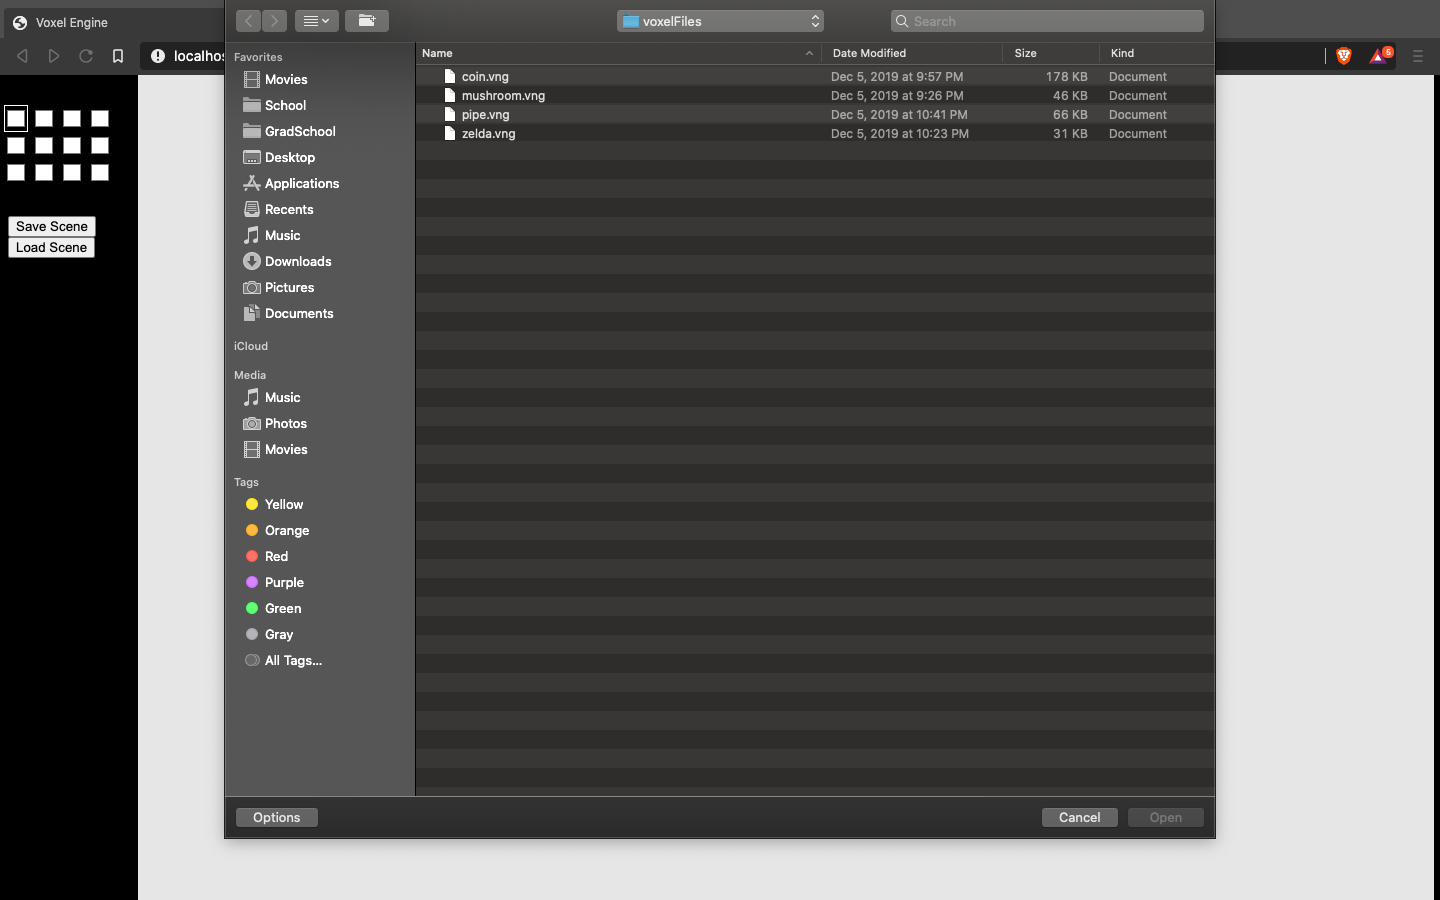 Voxel Engine
voxelFiles
Search
localhos
5
Favorites
Movies
School
GradSchool
Desktop
Applications
Recents
Music
Downloads
Pictures
Documents
iCloud
Media
Music
Photos
Movies
Tags
Yellow
Orange
Red
Purple
Green
Gray
All Tags...
Name Date Modified Size Kind
coin.vng Dec 5, 2019 at 9:57 PM 178 KB Document
mushroom.vng Dec 5, 2019 at 9:26 PM 46 KB Document
pipe.vng Dec 5, 2019 at 10:41 PM 66 KB Document
zelda.vng Dec 5, 2019 at 10:23 PM 31 KB Document
Save Scene
Load Scene
Options
Cancel
Open